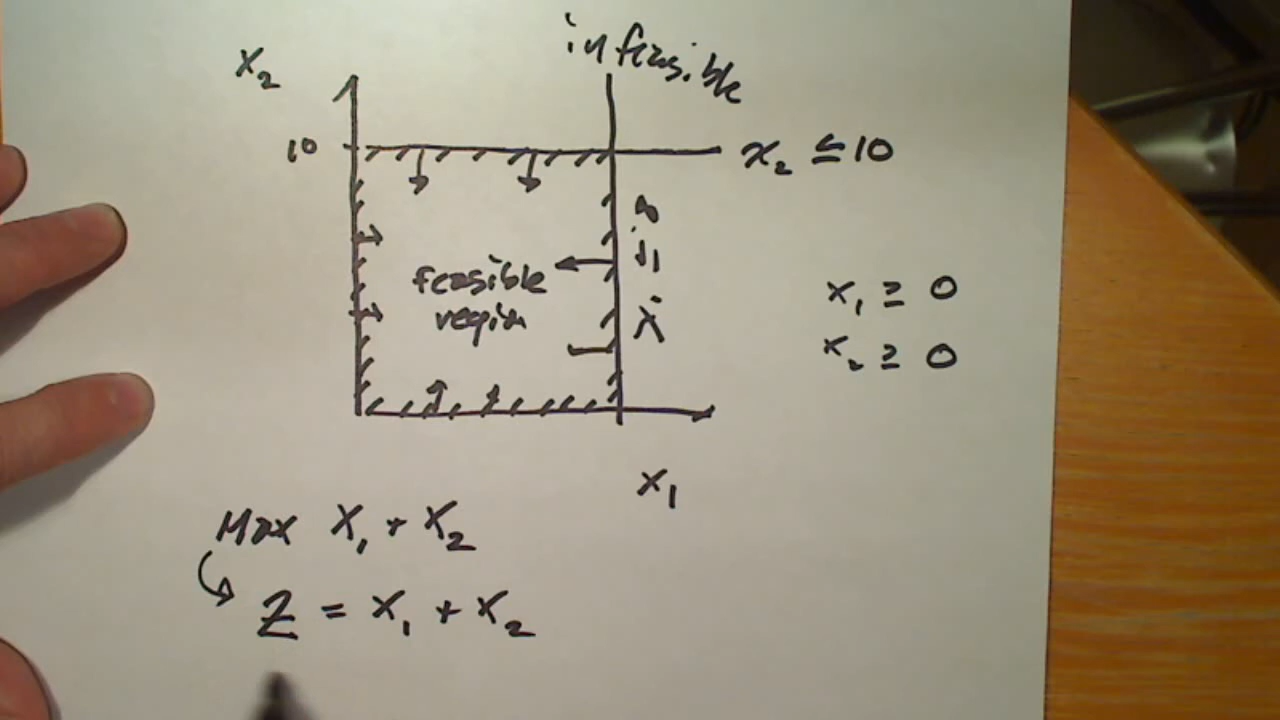 infeasible
x₂
10
x₂ ≤ 10
feasible
region
x₁ ≥ 0
x₂ ≥ 0
x₁
Max x₁ + x₂
Z = x₁ + x₂